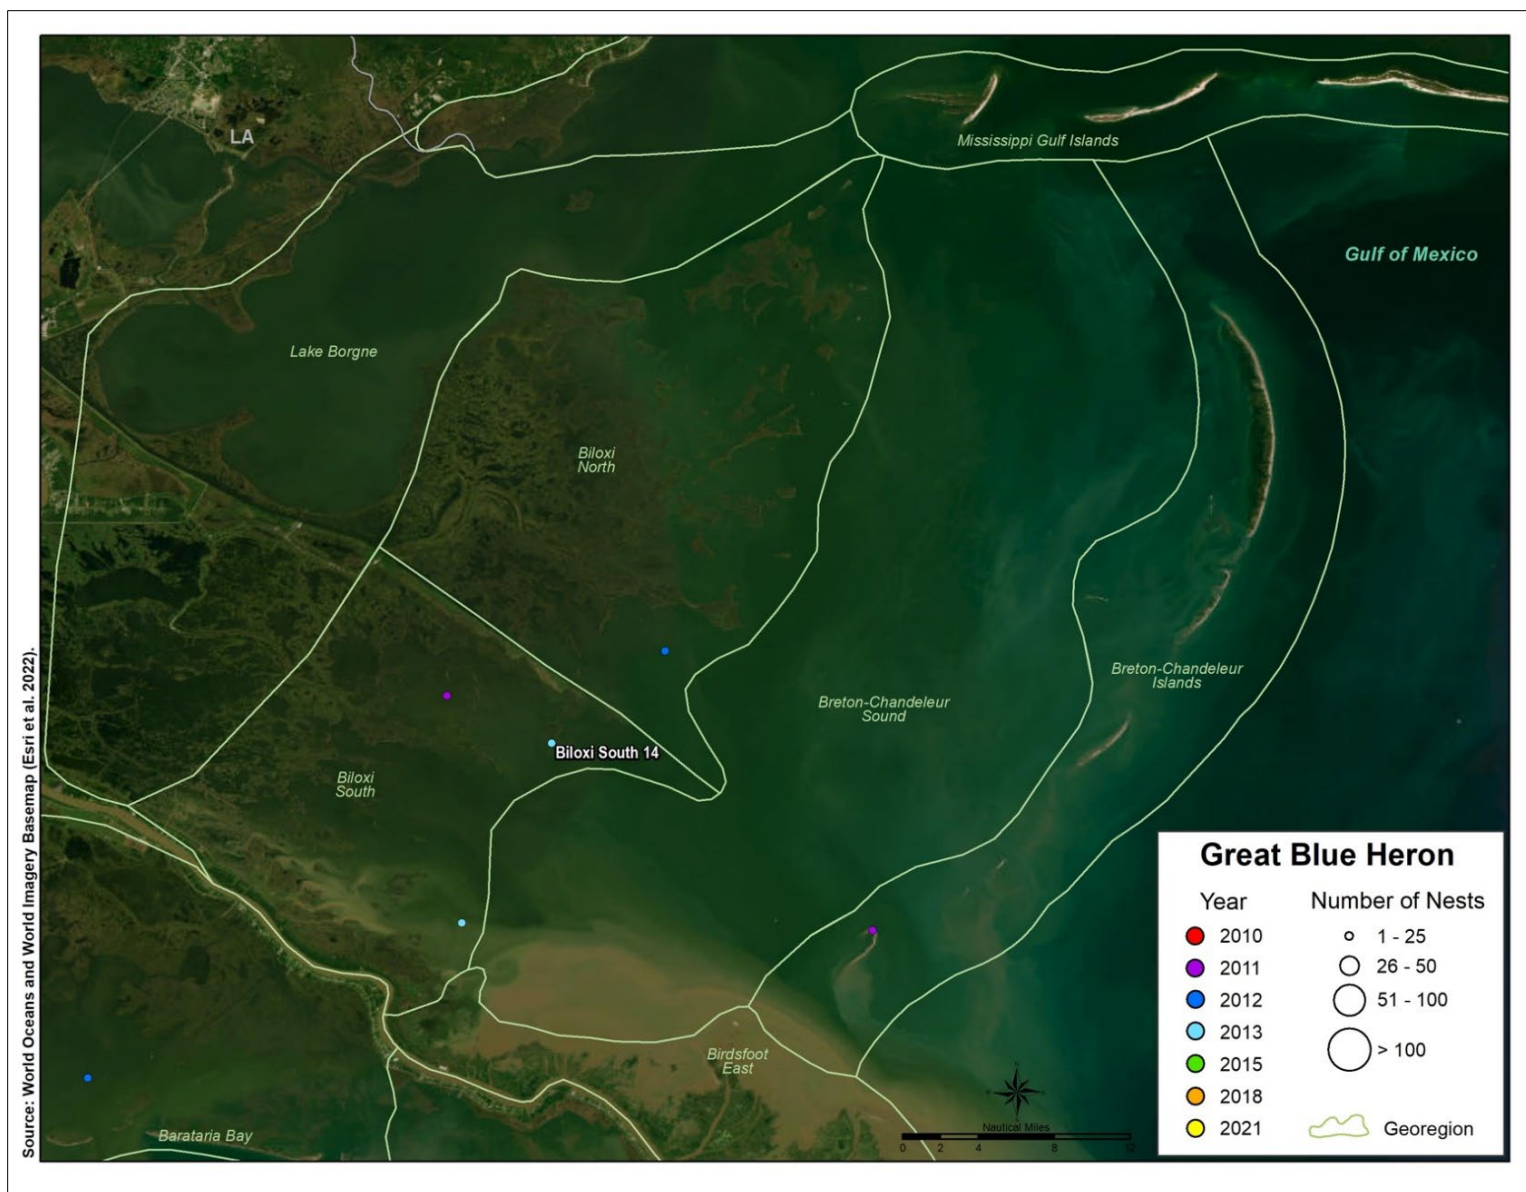 LA
Mississippi Gulf Islands
Gulf of Mexico
Lake Borgne
Biloxi
North
Breton-Chandeleur
Islands
Breton-Chandeleur
Sound
Biloxi South 14
Biloxi
South
Birdsfoot
East
Barataria Bay
Nautical Miles
0 2 4 8 12
Great Blue Heron
Year
2010
2011
2012
2013
2015
2018
2021
Number of Nests
1 - 25
26 - 50
51 - 100
> 100
Georegion
Source: World Oceans and World Imagery Basemap (Esri et al. 2022).